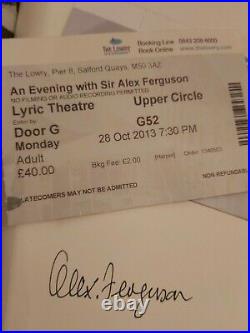 THE LOWRY
Booking Line 0843 208 6000
www.thelowry.com
The Lowry, Pier 8, Salford Quays, M50 3AZ
An Evening with Sir Alex Ferguson
NO FILMING OR AUDIO RECORDING PERMITTED
Lyric Theatre Upper Circle
Enter by
Door G G52
Monday 28 Oct 2013 7:30 PM
Adult
£40.00 Bkg Fee: £2.00
NON-REFUNDABLE
LATECOMERS MAY NOT BE ADMITTED
Alex Ferguson